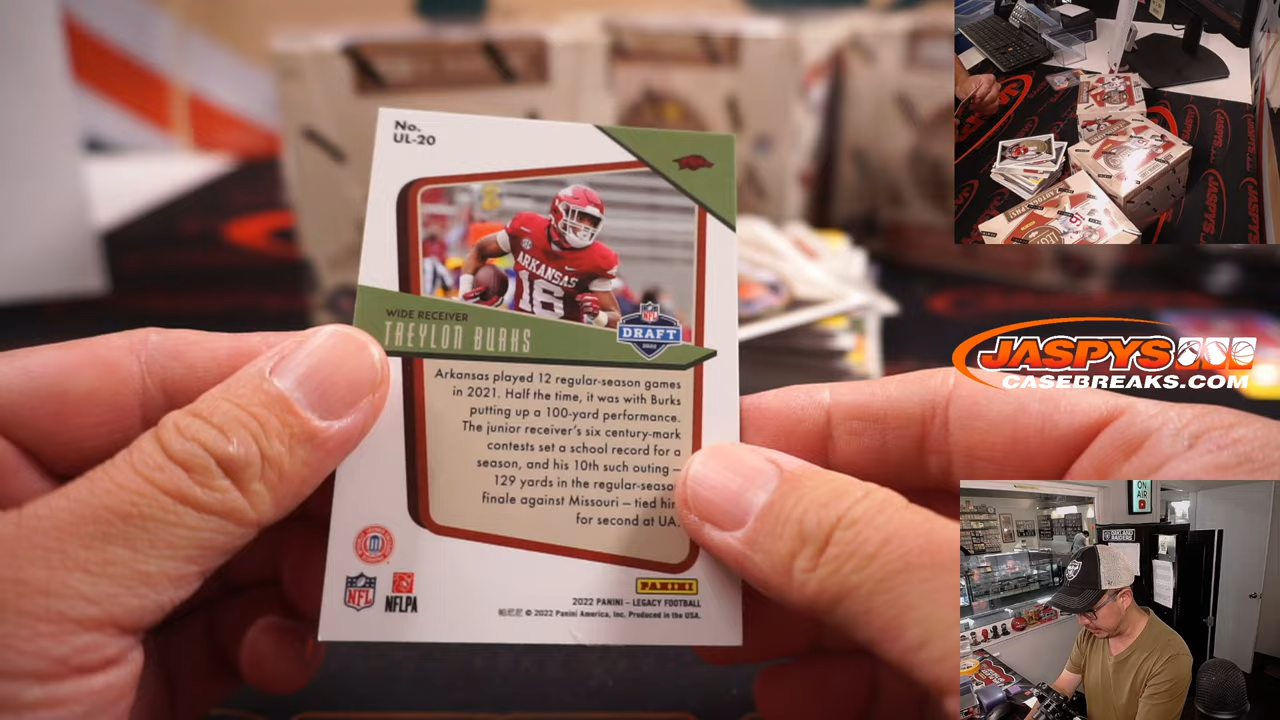 No.
UL-20
ARKANSAS
16
WIDE RECEIVER
TREYLON BURKS
NFL
DRAFT
2022
Arkansas played 12 regular-season games
in 2021. Half the time, it was with Burks
putting up a 100-yard performance.
The junior receiver's six century-mark
contests set a school record for a
season, and his 10th such outing —
129 yards in the regular-seaso
finale against Missouri — tied hi
for second at UA.
NFL
NFLPA
PANINI
2022 PANINI – LEGACY FOOTBALL
© 2022 Panini America, Inc. Produced in the USA.
JASPYS
CASEBREAKS.COM
ON
AIR
OAKLAND
RAIDERS